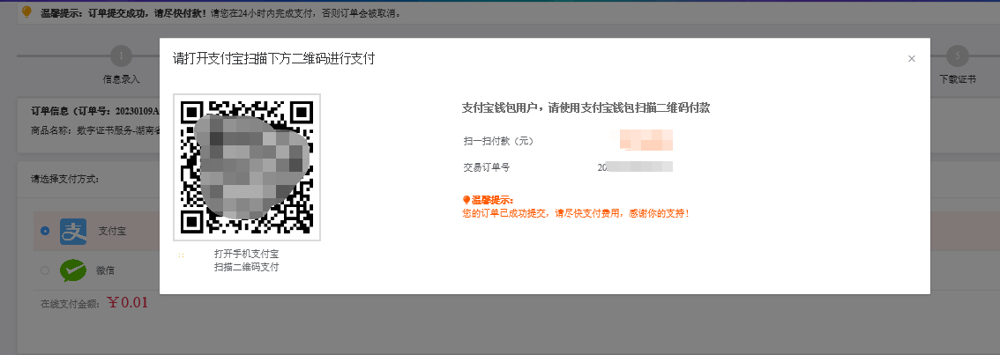 温馨提示：订单提交成功，请尽快付款！请您在24小时内完成支付，否则订单会被取消。
1
5
信息录入
下载证书
订单信息（订单号：20230109A
商品名称：数字证书服务-湖南省
请选择支付方式：
支付宝
微信
在线支付金额：￥0.01
请打开支付宝扫描下方二维码进行支付
×
打开手机支付宝
扫描二维码支付
支付宝钱包用户，请使用支付宝钱包扫描二维码付款
扫一扫付款（元）
交易订单号 20
温馨提示：
您的订单已成功提交，请尽快支付费用，感谢你的支持！